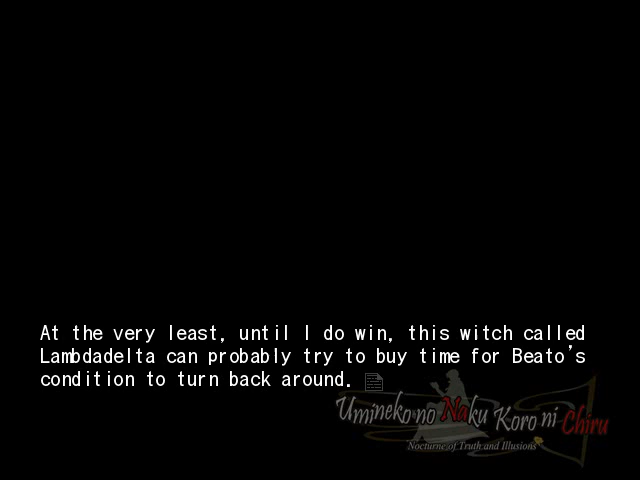 At the very least, until I do win, this witch called
Lambdadelta can probably try to buy time for Beato's
condition to turn back around.
Umineko no Naku Koro ni Chiru
Nocturne of Truth and Illusions